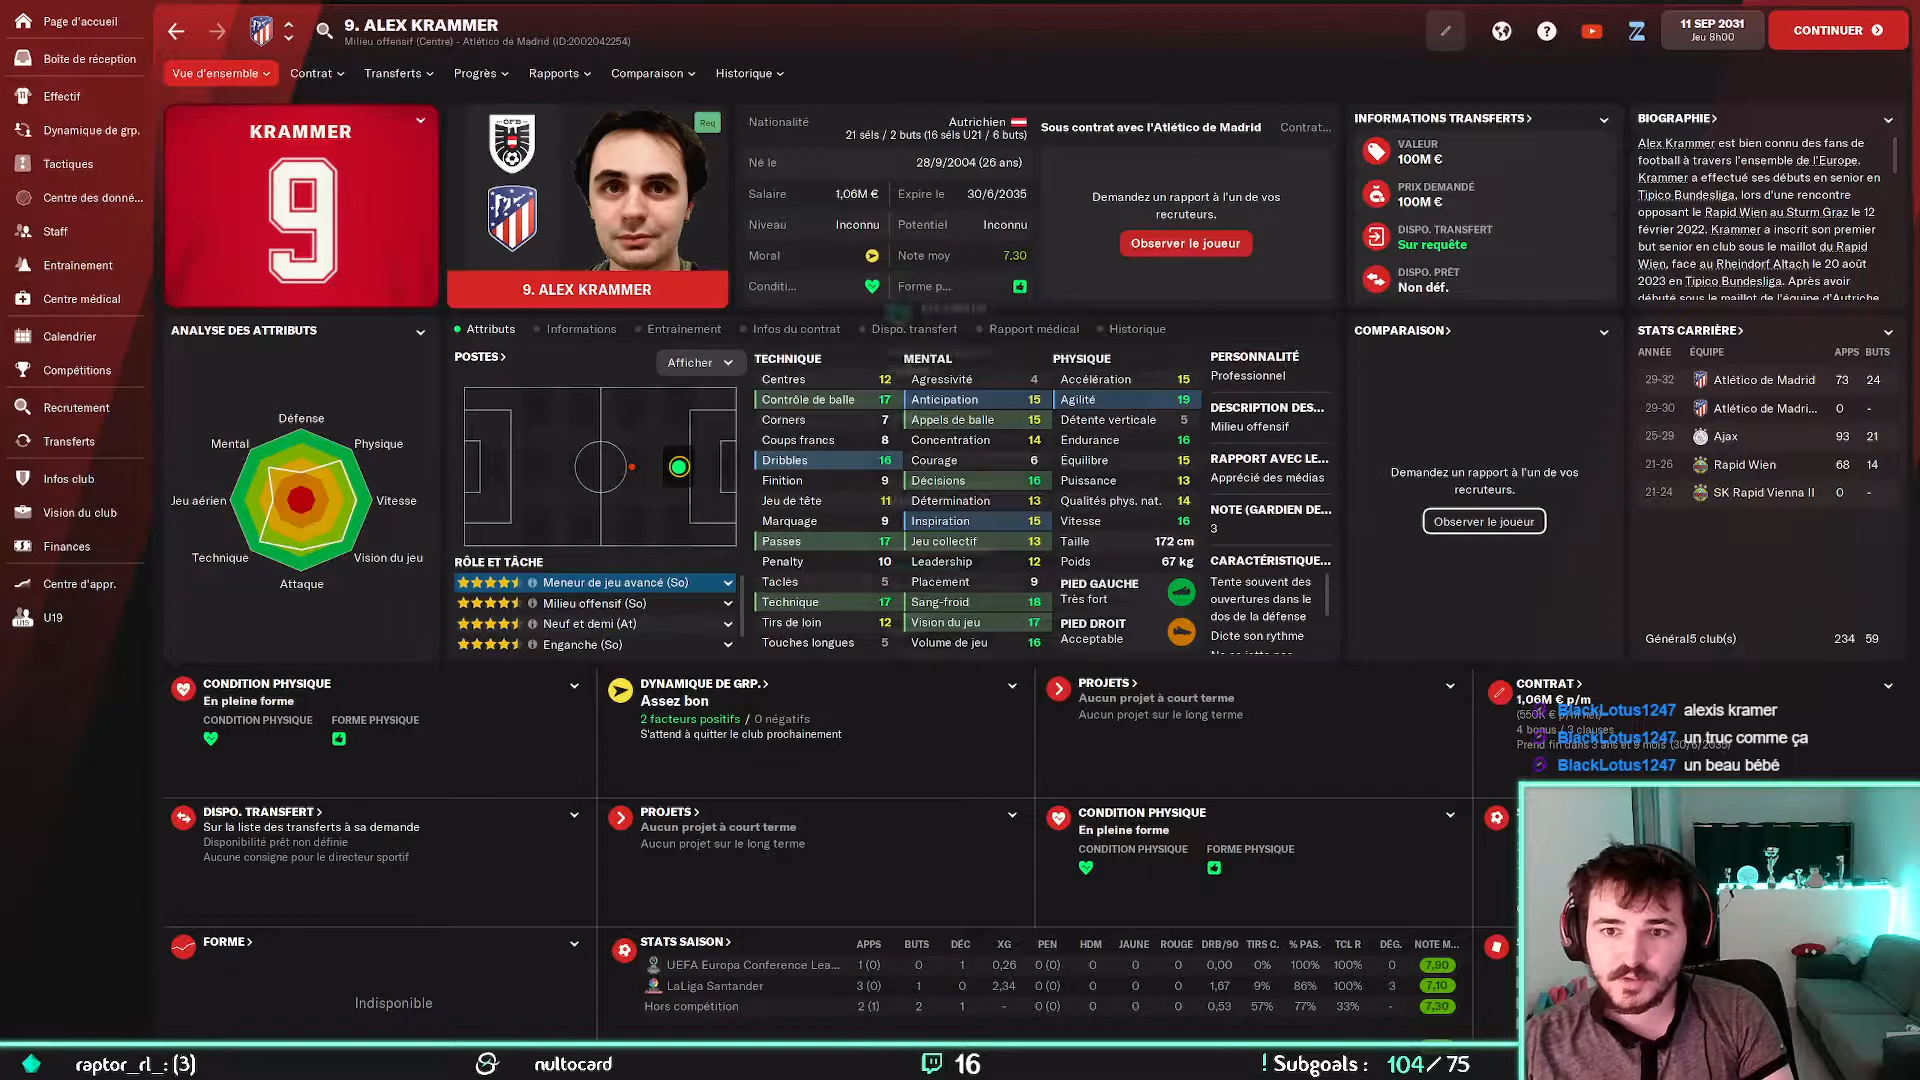 Page d'accueil
Boîte de réception
Effectif
Dynamique de grp.
Tactiques
Centre des donné...
Staff
Entraînement
Centre médical
Calendrier
Compétitions
Recrutement
Transferts
Infos club
Vision du club
Finances
Centre d'appr.
U19
9. ALEX KRAMMER
Milieu offensif (Centre) - Atlético de Madrid (ID:2002042254)
11 SEP 2031
Jeu 8h00
CONTINUER
Vue d'ensemble
Contrat
Transferts
Progrès
Rapports
Comparaison
Historique
KRAMMER
9
ÖFB
Req
9. ALEX KRAMMER
Nationalité Autrichien
21 séls / 2 buts (16 séls U21 / 6 buts)
Né le 28/9/2004 (26 ans)
Salaire 1,06M € Expire le 30/6/2035
Niveau Inconnu Potentiel Inconnu
Moral Note moy 7.30
Conditi... Forme p...
Sous contrat avec l'Atlético de Madrid Contrat...
Demandez un rapport à l'un de vos
recruteurs.
Observer le joueur
INFORMATIONS TRANSFERTS>
VALEUR
100M €
PRIX DEMANDÉ
100M €
DISPO. TRANSFERT
Sur requête
DISPO. PRÊT
Non déf.
BIOGRAPHIE>
Alex Krammer est bien connu des fans de
football à travers l'ensemble de l'Europe.
Krammer a effectué ses débuts en senior en
Tipico Bundesliga, lors d'une rencontre
opposant le Rapid Wien au Sturm Graz le 12
février 2022. Krammer a inscrit son premier
but senior en club sous le maillot du Rapid
Wien, face au Rheindorf Altach le 20 août
2023 en Tipico Bundesliga. Après avoir
débuté sous le maillot de l'équipe d'Autriche
ANALYSE DES ATTRIBUTS
Défense
Mental
Physique
Jeu aérien
Vitesse
Technique
Vision du jeu
Attaque
Attributs
Informations
Entraînement
Infos du contrat
Dispo. transfert
Rapport médical
Historique
POSTES>
Afficher
RÔLE ET TÂCHE
Meneur de jeu avancé (So)
Milieu offensif (So)
Neuf et demi (At)
Enganche (So)
TECHNIQUE
Centres 12
Contrôle de balle 17
Corners 7
Coups francs 8
Dribbles 16
Finition 9
Jeu de tête 11
Marquage 9
Passes 17
Penalty 10
Tacles 5
Technique 17
Tirs de loin 12
Touches longues 5
MENTAL
Agressivité 4
Anticipation 15
Appels de balle 15
Concentration 14
Courage 6
Décisions 16
Détermination 13
Inspiration 15
Jeu collectif 13
Leadership 12
Placement 9
Sang-froid 18
Vision du jeu 17
Volume de jeu 16
PHYSIQUE
Accélération 15
Agilité 19
Détente verticale 5
Endurance 16
Équilibre 15
Puissance 13
Qualités phys. nat. 14
Vitesse 16
Taille 172 cm
Poids 67 kg
PIED GAUCHE
Très fort
PIED DROIT
Acceptable
PERSONNALITÉ
Professionnel
DESCRIPTION DES...
Milieu offensif
RAPPORT AVEC LE...
Apprécié des médias
NOTE (GARDIEN DE...
3
CARACTÉRISTIQUE...
Tente souvent des
ouvertures dans le
dos de la défense
Dicte son rythme
COMPARAISON>
Demandez un rapport à l'un de vos
recruteurs.
Observer le joueur
STATS CARRIÈRE>
ANNÉE ÉQUIPE APPS BUTS
29-32 Atlético de Madrid 73 24
29-30 Atlético de Madri... 0 -
25-29 Ajax 93 21
21-26 Rapid Wien 68 14
21-24 SK Rapid Vienna II 0 -
Général5 club(s) 234 59
CONDITION PHYSIQUE
En pleine forme
CONDITION PHYSIQUE FORME PHYSIQUE
DYNAMIQUE DE GRP.>
Assez bon
2 facteurs positifs / 0 négatifs
S'attend à quitter le club prochainement
PROJETS>
Aucun projet à court terme
Aucun projet sur le long terme
CONTRAT>
1,06M € p/m
(550K € p/m net)
4 bonus / 3 clauses
Prend fin dans 3 ans et 9 mois (30/6/2035)
BlackLotus1247 alexis kramer
BlackLotus1247 un truc comme ça
BlackLotus1247 un beau bébé
DISPO. TRANSFERT>
Sur la liste des transferts à sa demande
Disponibilité prêt non définie
Aucune consigne pour le directeur sportif
PROJETS>
Aucun projet à court terme
Aucun projet sur le long terme
CONDITION PHYSIQUE
En pleine forme
CONDITION PHYSIQUE FORME PHYSIQUE
FORME>
Indisponible
STATS SAISON> APPS BUTS DÉC XG PEN HDM JAUNE ROUGE DRB/90 TIRS C. % PAS. TCL R DÉG. NOTE M...
UEFA Europa Conference Lea... 1 (0) 0 1 0,26 0 (0) 0 0 0 0,00 0% 100% 100% 0 7,90
LaLiga Santander 3 (0) 1 0 2,34 0 (0) 0 0 0 1,67 9% 86% 100% 3 7,10
Hors compétition 2 (1) 2 1 - 0 (0) 0 0 0 0,53 57% 77% 33% - 7,30
raptor_rl_: (3)
nultocard
16
! Subgoals : 104/75